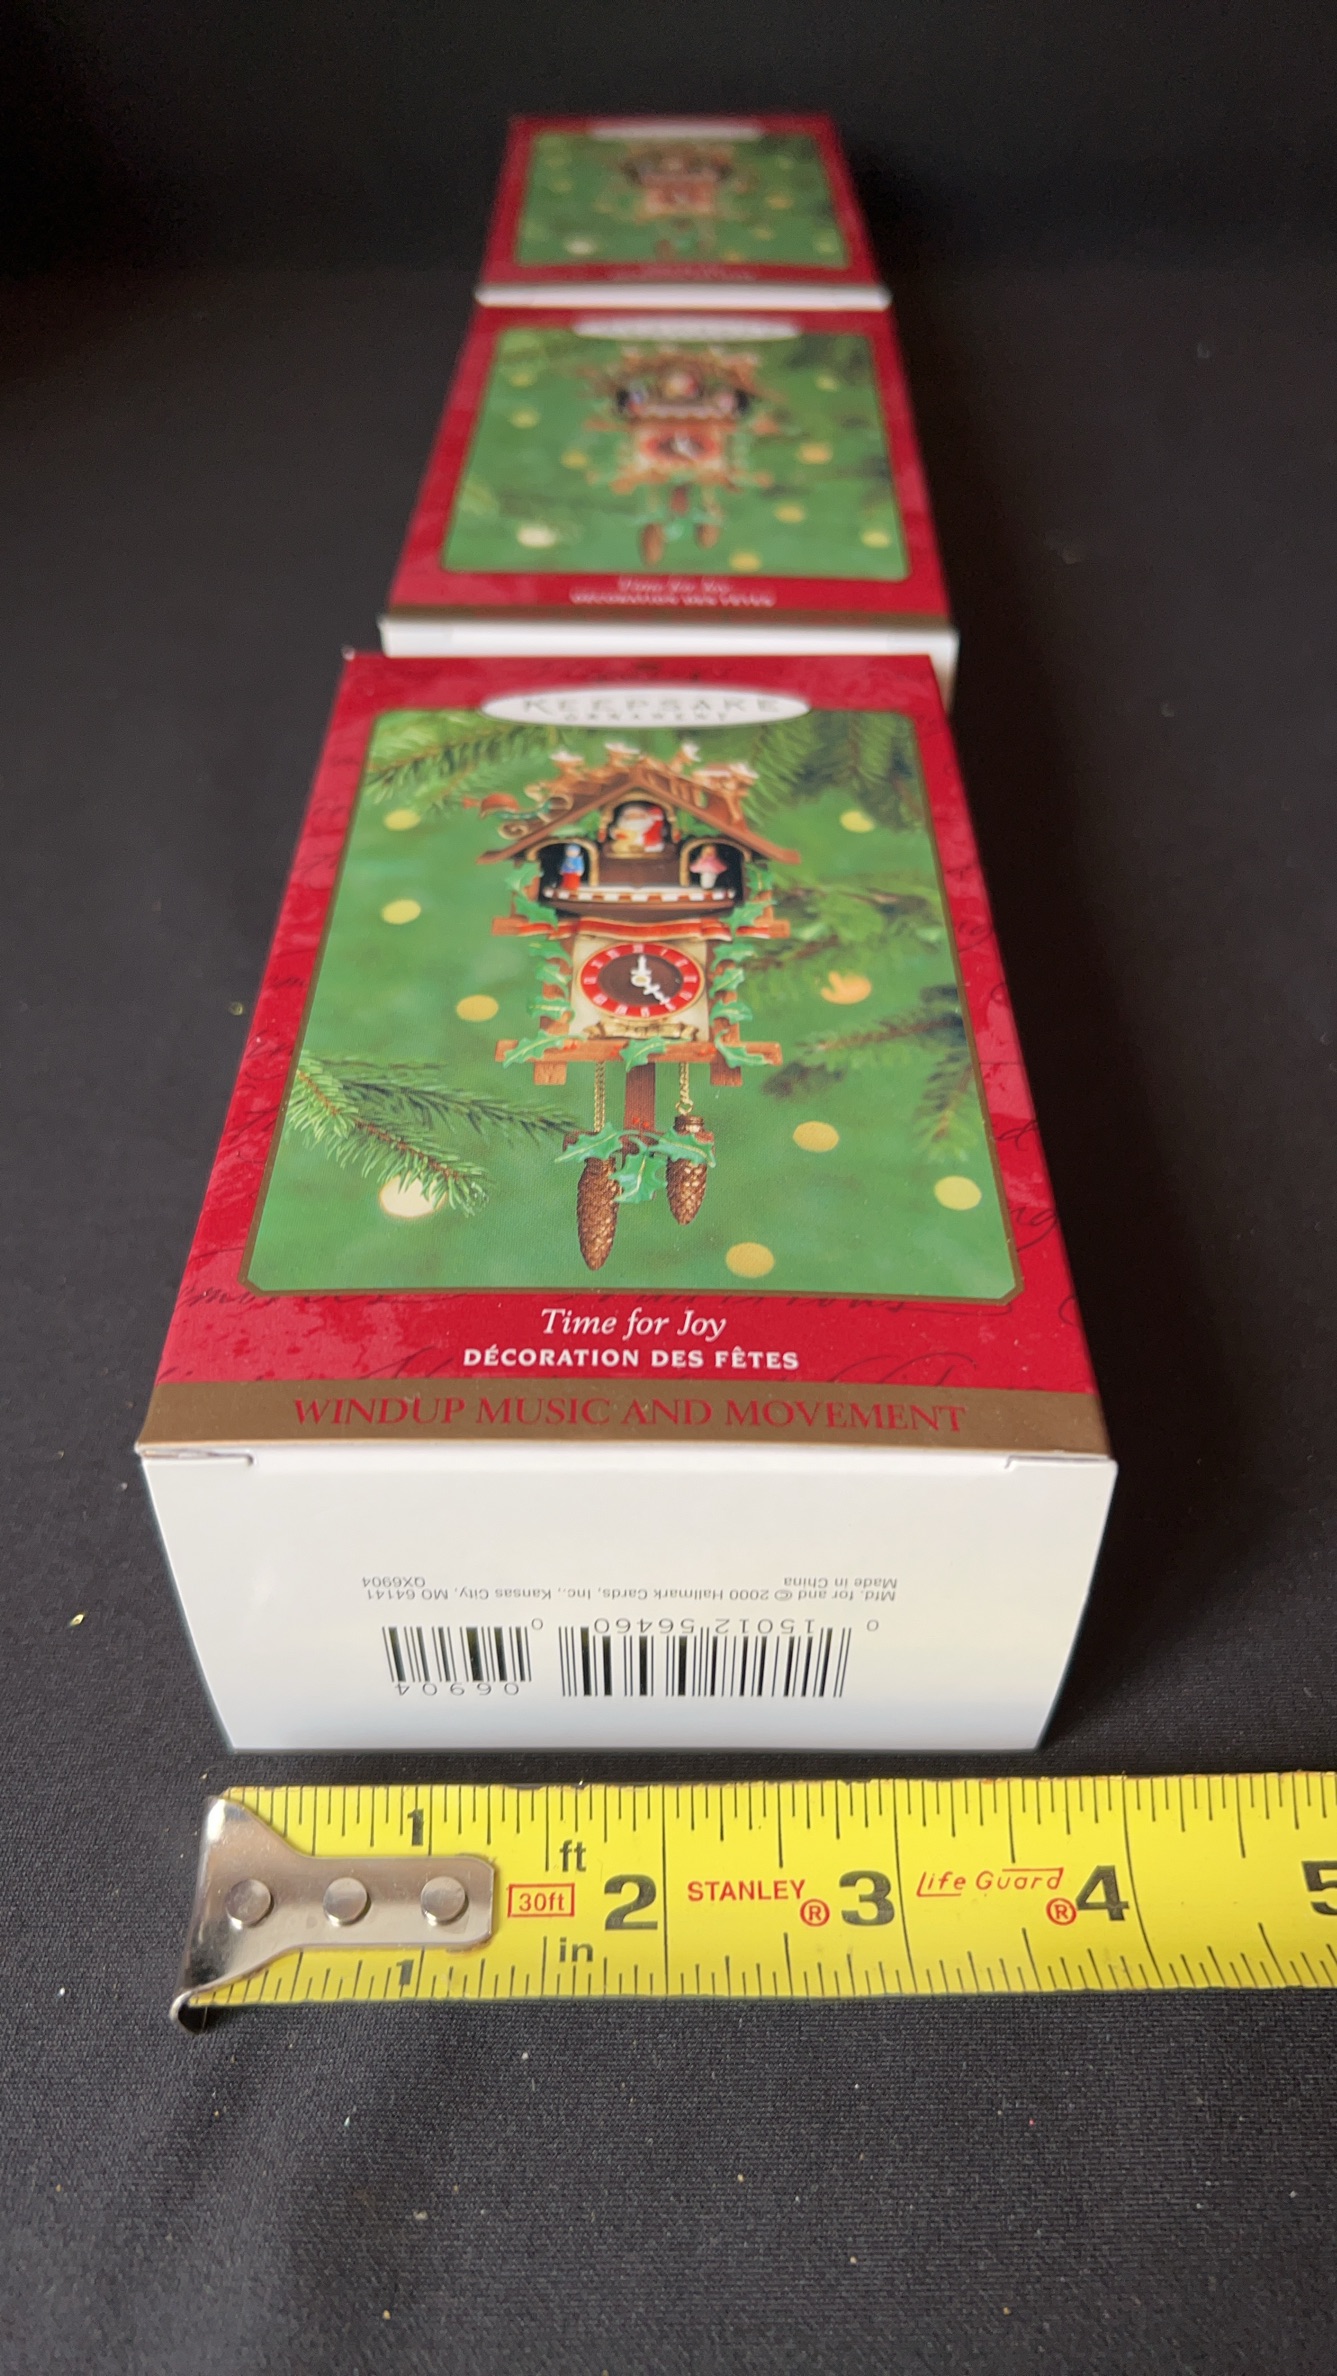 Time for Joy
DÉCORATION DES FÊTES
KEEPSAKE
ORNAMENT
Time for Joy
DÉCORATION DES FÊTES
WINDUP MUSIC AND MOVEMENT
Mfd. for and © 2000 Hallmark Cards, Inc., Kansas City, MO 64141
Made in China QX6904
0 15012 56460 0
06904
1 ft 2 STANLEY® 3 Life Guard® 4 5
30ft
1 in